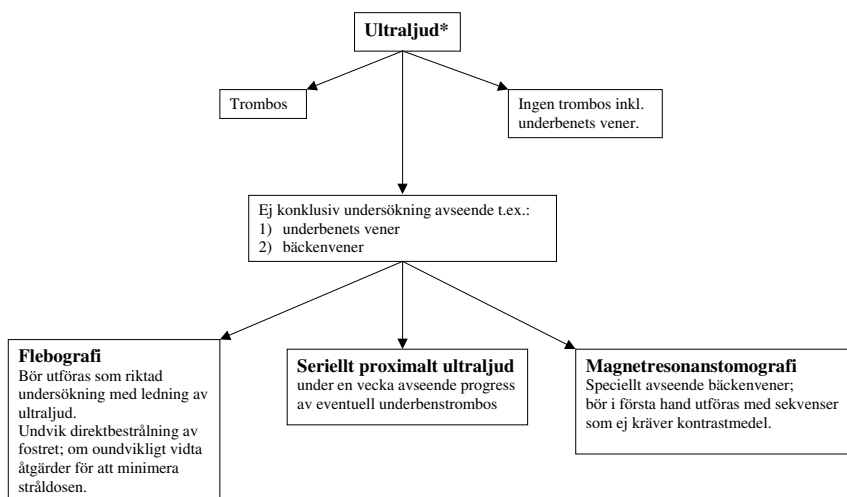 Ultraljud*
Trombos
Ingen trombos inkl.
underbenets vener.
Ej konklusiv undersökning avseende t.ex.:
1) underbenets vener
2) bäckenvener
Flebografi
Bör utföras som riktad
undersökning med ledning av
ultraljud.
Undvik direktbestrålning av
fostret; om oundvikligt vidta
åtgärder för att minimera
stråldosen.
Seriellt proximalt ultraljud
under en vecka avseende progress
av eventuell underbenstrombos
Magnetresonanstomografi
Speciellt avseende bäckenvener;
bör i första hand utföras med sekvenser
som ej kräver kontrastmedel.